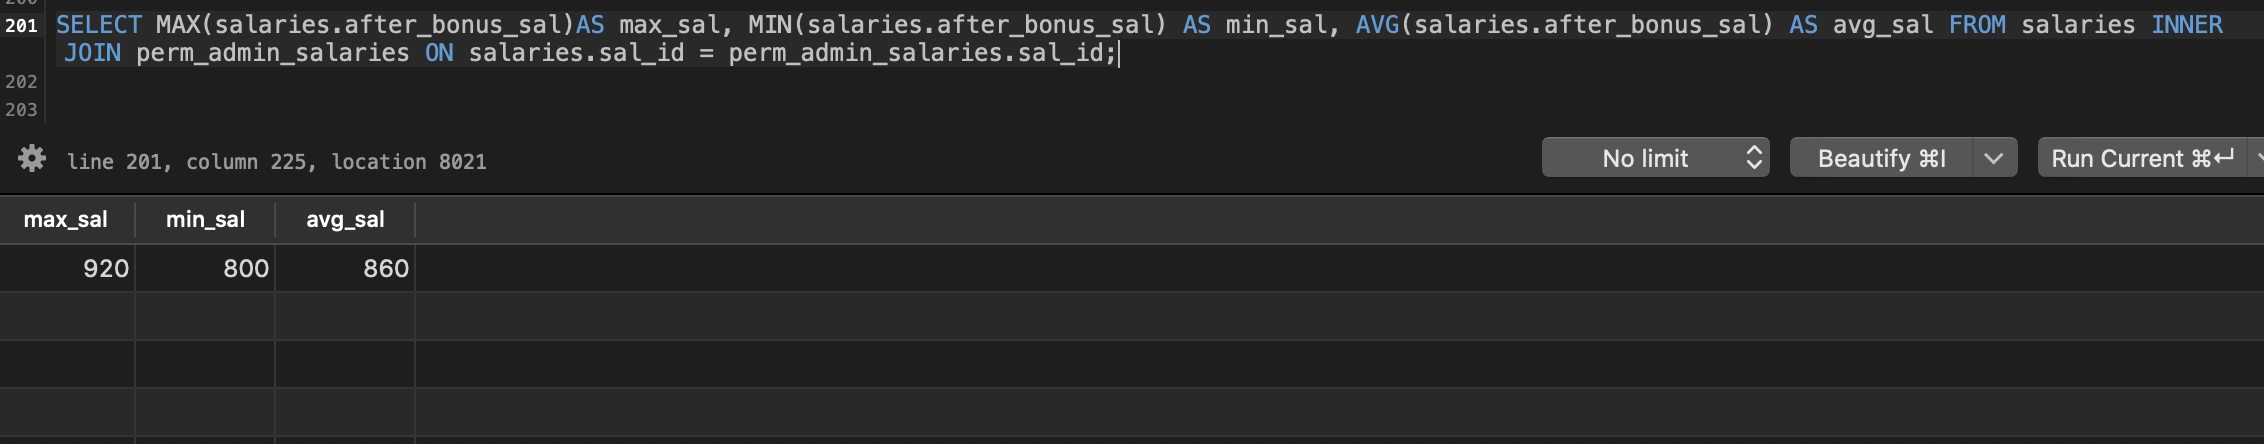 201 SELECT MAX(salaries.after_bonus_sal)AS max_sal, MIN(salaries.after_bonus_sal) AS min_sal, AVG(salaries.after_bonus_sal) AS avg_sal FROM salaries INNER
JOIN perm_admin_salaries ON salaries.sal_id = perm_admin_salaries.sal_id;
202
203
line 201, column 225, location 8021 No limit Beautify ⌘I Run Current ⌘↵
max_sal min_sal avg_sal
920 800 860